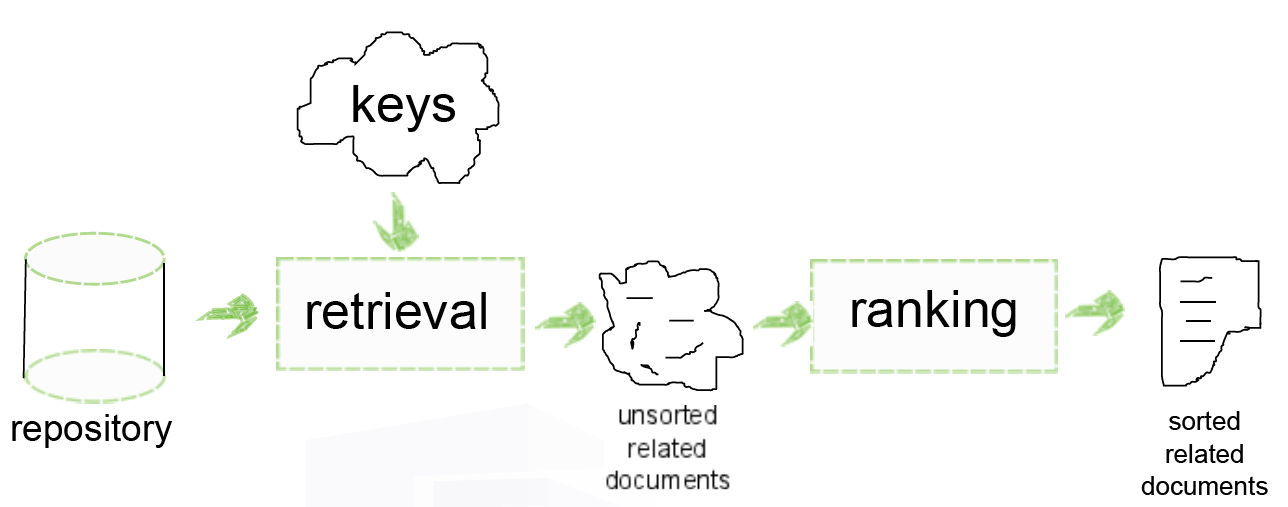 keys
retrieval
ranking
repository
unsorted
related
documents
sorted
related
documents